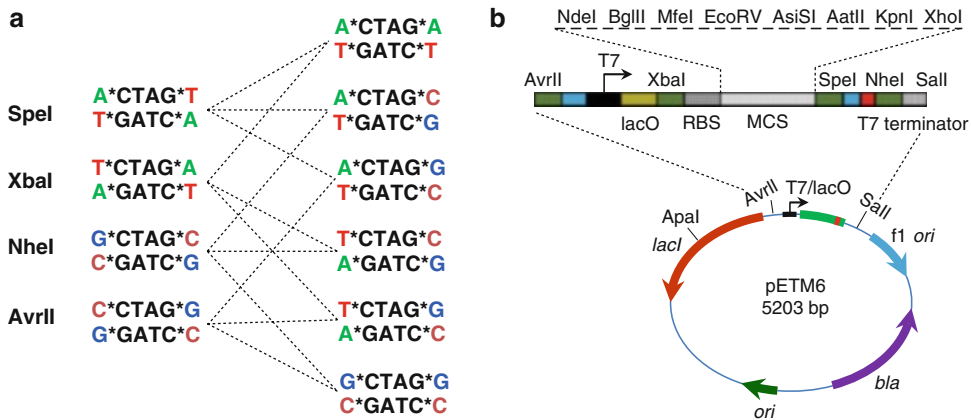 a
SpeI
A*CTAG*T
T*GATC*A
XbaI
T*CTAG*A
A*GATC*T
NheI
G*CTAG*C
C*GATC*G
AvrII
C*CTAG*G
G*GATC*C
A*CTAG*A
T*GATC*T
A*CTAG*C
T*GATC*G
A*CTAG*G
T*GATC*C
T*CTAG*C
A*GATC*G
T*CTAG*G
A*GATC*C
G*CTAG*G
C*GATC*C
b
NdeI BglII MfeI EcoRV AsiSI AatII KpnI XhoI
T7
AvrII XbaI SpeI NheI SalI
lacO RBS MCS T7 terminator
AvrII
T7/lacO
SalI
ApaI
lacI
f1 ori
pETM6
5203 bp
bla
ori